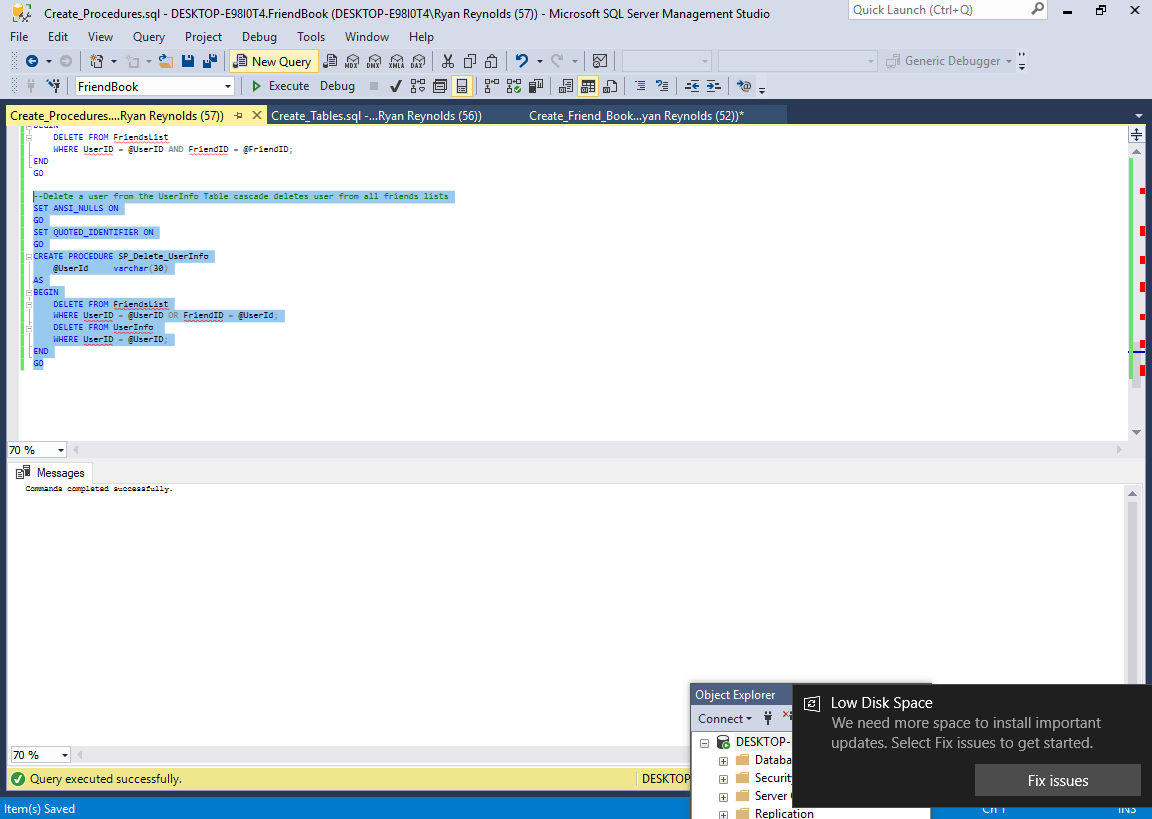 Create_Procedures.sql - DESKTOP-E98I0T4.FriendBook (DESKTOP-E98I0T4\Ryan Reynolds (57)) - Microsoft SQL Server Management Studio
Quick Launch (Ctrl+Q)
File Edit View Query Project Debug Tools Window Help
New Query
MDX DMX XMLA DAX
Generic Debugger
FriendBook
Execute Debug
Create_Procedures....Ryan Reynolds (57))
Create_Tables.sql -...Ryan Reynolds (56))
Create_Friend_Book...yan Reynolds (52))*
BEGIN
DELETE FROM FriendsList
WHERE UserID = @UserID AND FriendID = @FriendID;
END
GO
--Delete a user from the UserInfo Table cascade deletes user from all friends lists
SET ANSI_NULLS ON
GO
SET QUOTED_IDENTIFIER ON
GO
CREATE PROCEDURE SP_Delete_UserInfo
@UserId varchar(30)
AS
BEGIN
DELETE FROM FriendsList
WHERE UserID = @UserID OR FriendID = @UserId;
DELETE FROM UserInfo
WHERE UserID = @UserID;
END
GO
70 %
Messages
Commands completed successfully.
70 %
Query executed successfully.
DESKTOP
Item(s) Saved
Object Explorer
Connect
DESKTOP-
Databa
Security
Server
Replication
Low Disk Space
We need more space to install important
updates. Select Fix issues to get started.
Fix issues
Ch 1
INS